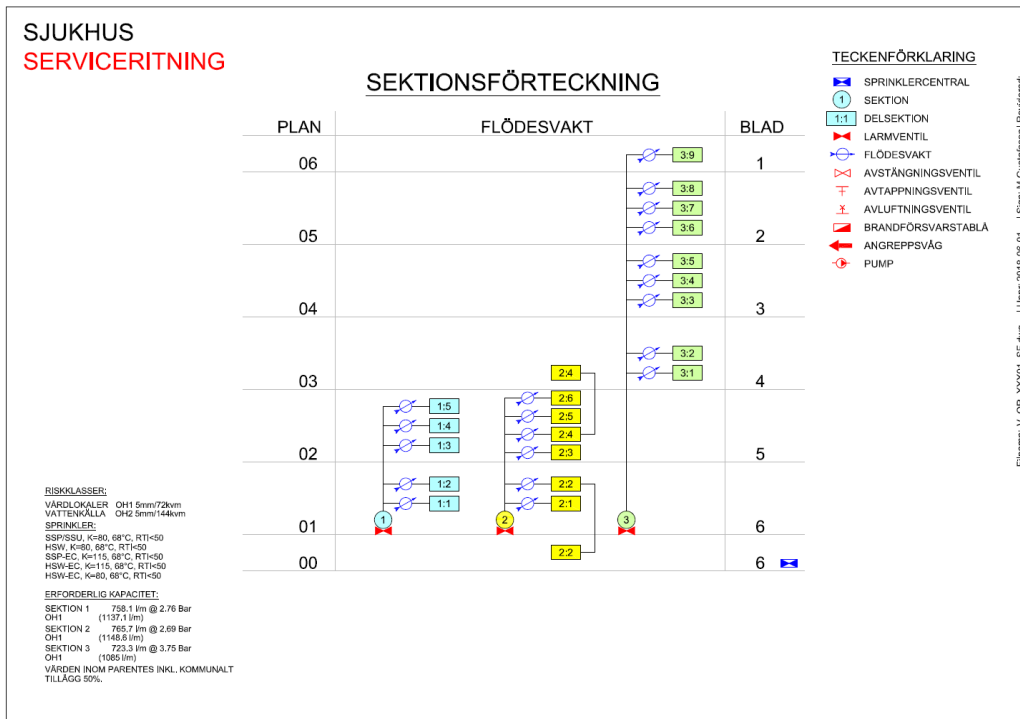 SJUKHUS
SERVICERITNING
SEKTIONSFÖRTECKNING
PLAN FLÖDESVAKT BLAD
06 3:9 1
3:8
3:7
3:6
05 2
3:5
3:4
3:3
04 3
3:2
2:4 3:1
03 4
1:5 2:6
1:4 2:5
1:3 2:4
02 2:3 5
1:2 2:2
1:1 2:1
01 1 2 3 6
2:2
00 6
TECKENFÖRKLARING
SPRINKLERCENTRAL
1 SEKTION
1:1 DELSEKTION
LARMVENTIL
FLÖDESVAKT
AVSTÄNGNINGSVENTIL
AVTAPPNINGSVENTIL
AVLUFTNINGSVENTIL
BRANDFÖRSVARSTABLÅ
ANGREPPSVÄG
PUMP
RISKKLASSER:
VÅRDLOKALER OH1 5mm/72kvm
VATTENKÄLLA OH2 5mm/144kvm
SPRINKLER:
SSP/SSU, K=80, 68°C, RTI<50
HSW, K=80, 68°C, RTI<50
SSP-EC, K=115, 68°C, RTI<50
HSW-EC, K=115, 68°C, RTI<50
HSW-EC, K=80, 68°C, RTI<50
ERFORDERLIG KAPACITET:
SEKTION 1 758.1 l/m @ 2.76 Bar
OH1 (1137.1 l/m)
SEKTION 2 765.7 l/m @ 2.69 Bar
OH1 (1148.6 l/m)
SEKTION 3 723.3 l/m @ 3.75 Bar
OH1 (1085 l/m)
VÄRDEN INOM PARENTES INKL. KOMMUNALT
TILLÄGG 50%.